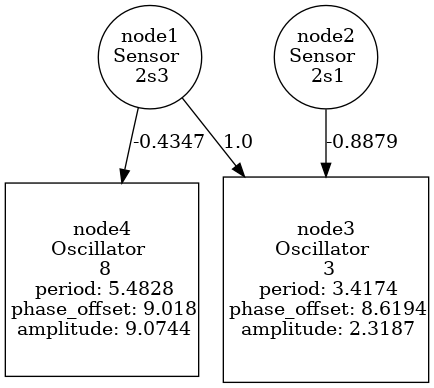 node1
Sensor
2s3
node2
Sensor
2s1
-0.4347
1.0
-0.8879
node4
Oscillator
8
period: 5.4828
phase_offset: 9.018
amplitude: 9.0744
node3
Oscillator
3
period: 3.4174
phase_offset: 8.6194
amplitude: 2.3187